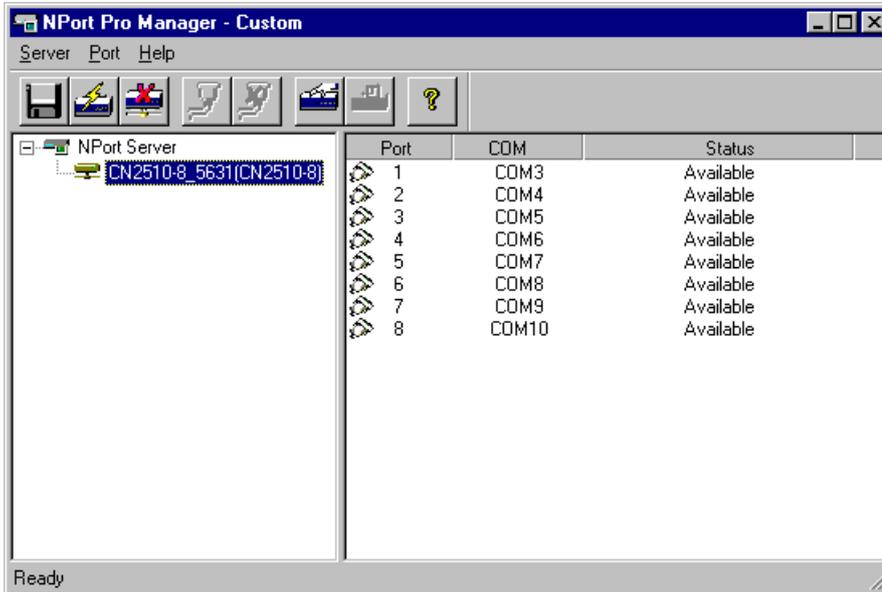 NPort Pro Manager - Custom
Server Port Help
NPort Server
CN2510-8_5631(CN2510-8)
Port COM Status
1 COM3 Available
2 COM4 Available
3 COM5 Available
4 COM6 Available
5 COM7 Available
6 COM8 Available
7 COM9 Available
8 COM10 Available
Ready